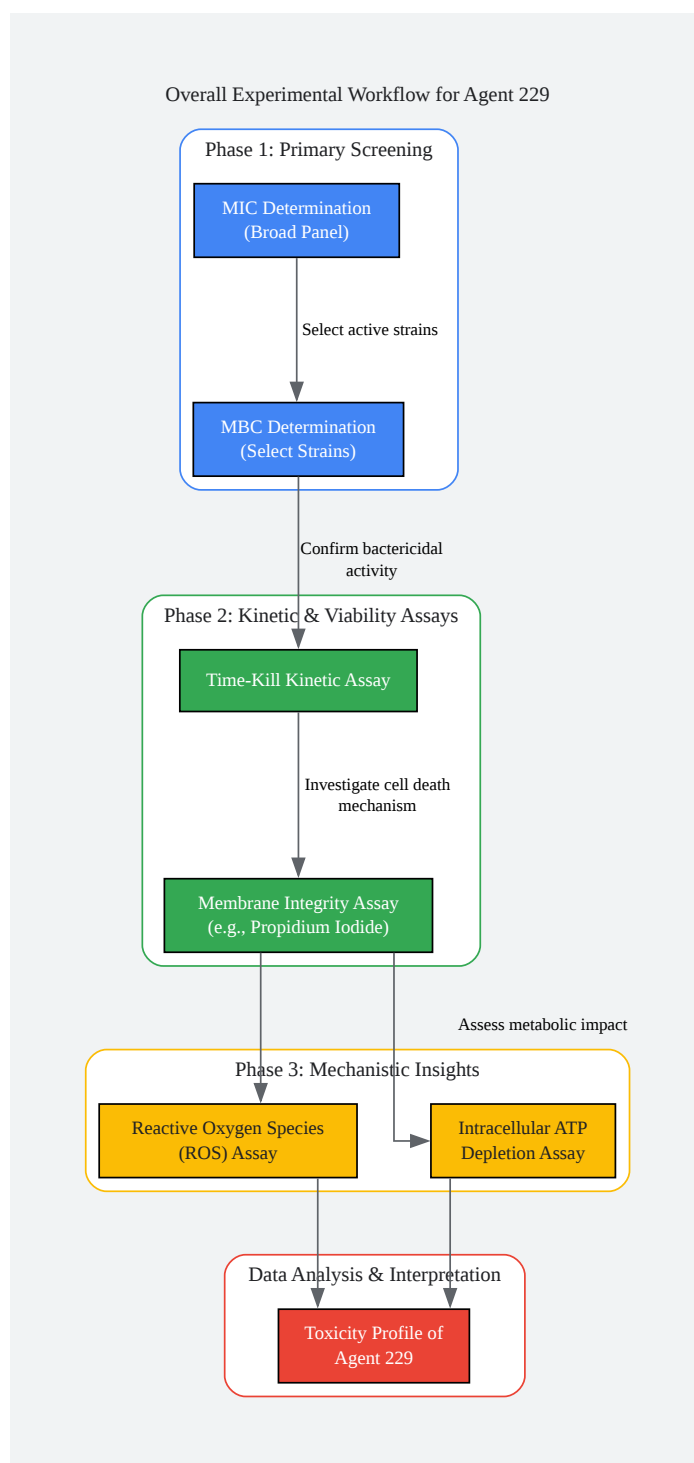 Overall Experimental Workflow for Agent 229
Phase 1: Primary Screening
MIC Determination
(Broad Panel)
Select active strains
MBC Determination
(Select Strains)
Confirm bactericidal
activity
Phase 2: Kinetic & Viability Assays
Time-Kill Kinetic Assay
Investigate cell death
mechanism
Membrane Integrity Assay
(e.g., Propidium Iodide)
Assess metabolic impact
Phase 3: Mechanistic Insights
Reactive Oxygen Species
(ROS) Assay
Intracellular ATP
Depletion Assay
Data Analysis & Interpretation
Toxicity Profile of
Agent 229